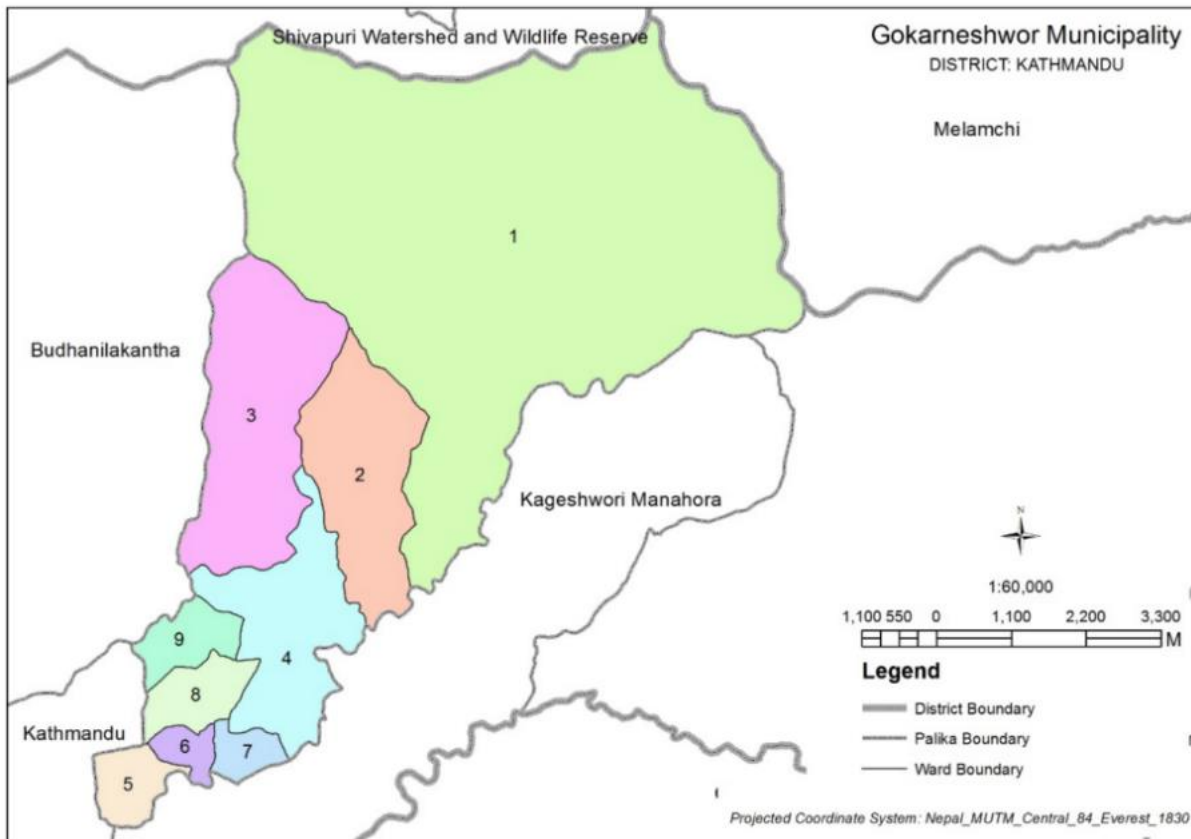 Shivapuri Watershed and Wildlife Reserve
Gokarneshwor Municipality
DISTRICT: KATHMANDU
Melamchi
1
Budhanilakantha
3
2
Kageshwori Manahora
N
1:60,000
1,100 550 0 1,100 2,200 3,300
M
9
4
8
Legend
District Boundary
Kathmandu
6
7
Palika Boundary
5
Ward Boundary
Projected Coordinate System: Nepal_MUTM_Central_84_Everest_1830